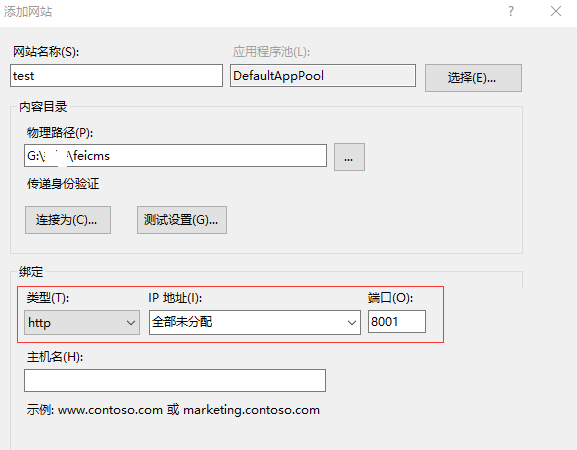 添加网站
?
网站名称(S):
应用程序池(L):
test
DefaultAppPool
选择(E)...
内容目录
物理路径(P):
G:\ \feicms
...
传递身份验证
连接为(C)...
测试设置(G)...
绑定
类型(T):
IP 地址(I):
端口(O):
http
全部未分配
8001
主机名(H):
示例: www.contoso.com 或 marketing.contoso.com